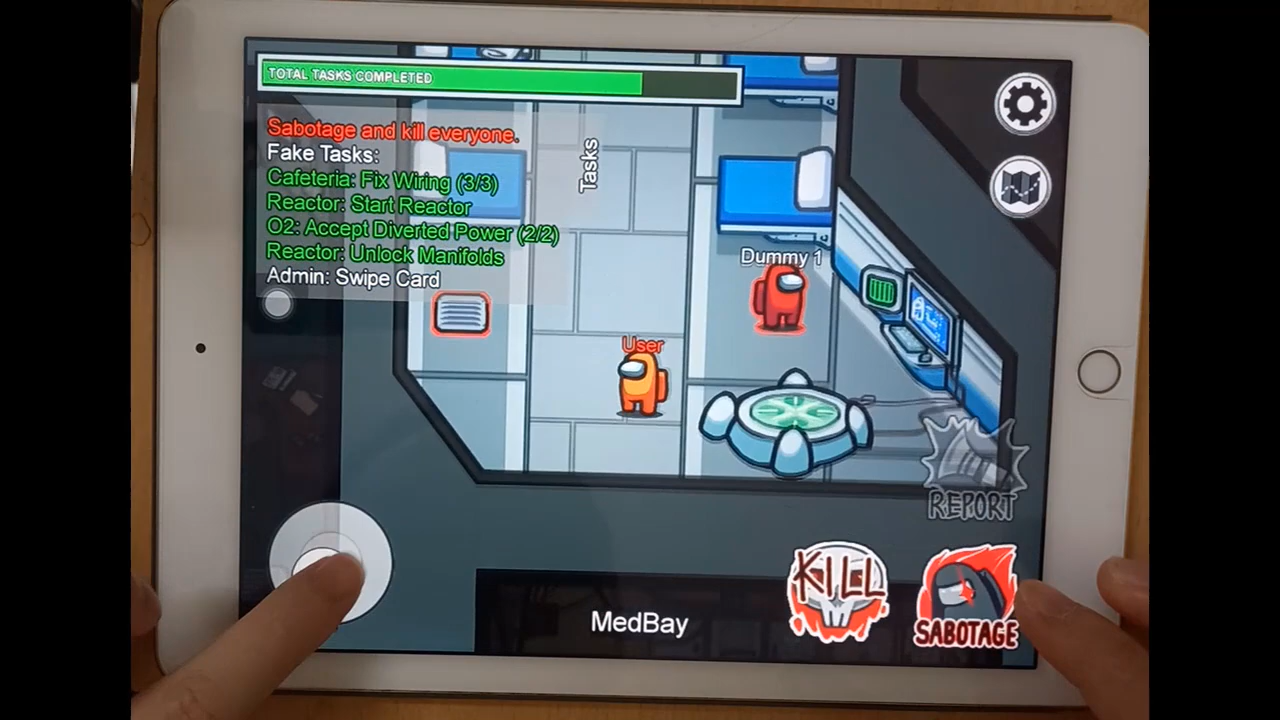 TOTAL TASKS COMPLETED
Sabotage and kill everyone.
Fake Tasks:
Cafeteria: Fix Wiring (3/3)
Reactor: Start Reactor
O2: Accept Diverted Power (2/2)
Reactor: Unlock Manifolds
Admin: Swipe Card
Tasks
Dummy 1
User
REPORT
KILL
SABOTAGE
MedBay